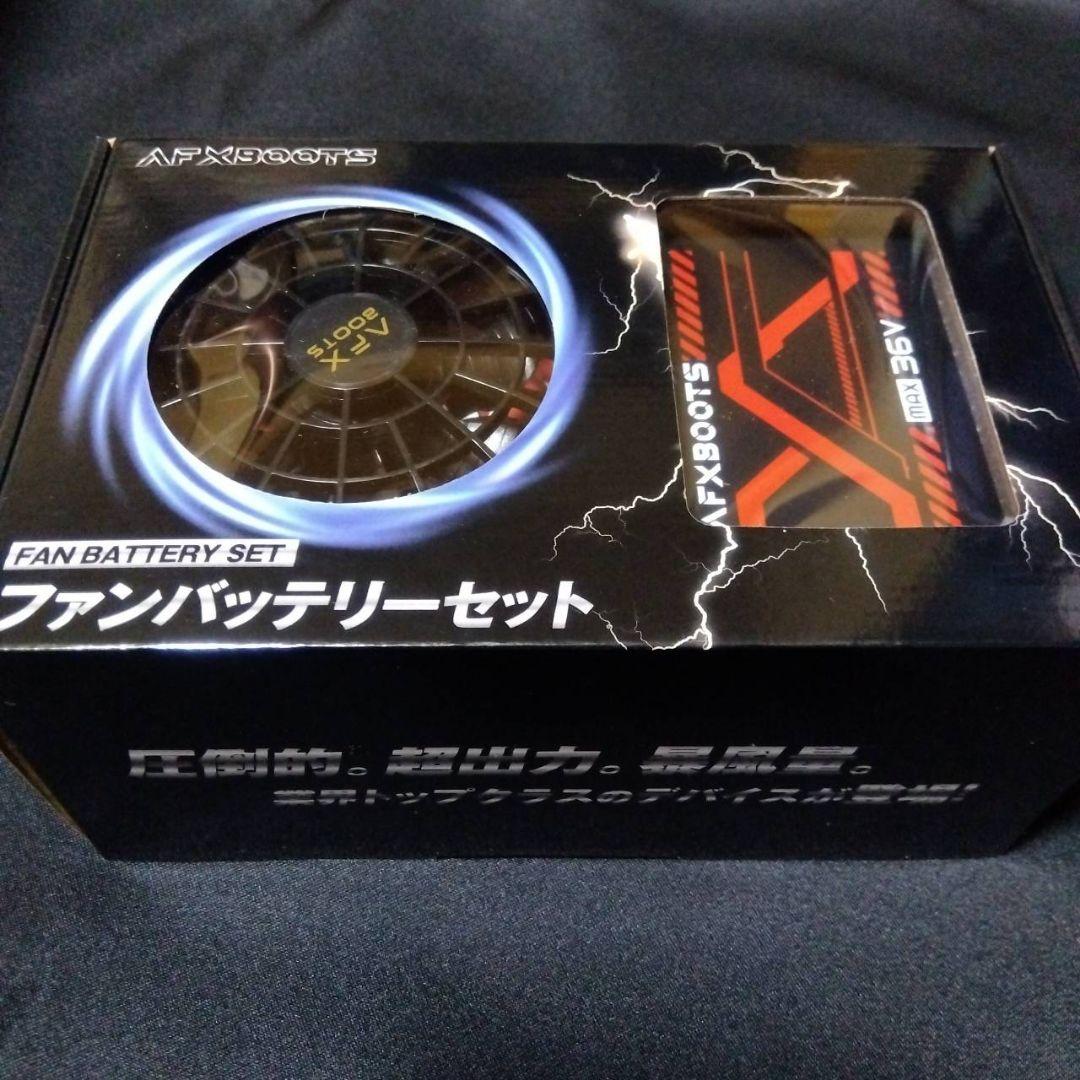 AFXBOOTS
AFX
BOOTS
AFXBOOTS
MAX 36V
FAN BATTERY SET
ファンバッテリーセット
圧倒的。超出力。暴風量。
業界トップクラスのデバイスが登場!